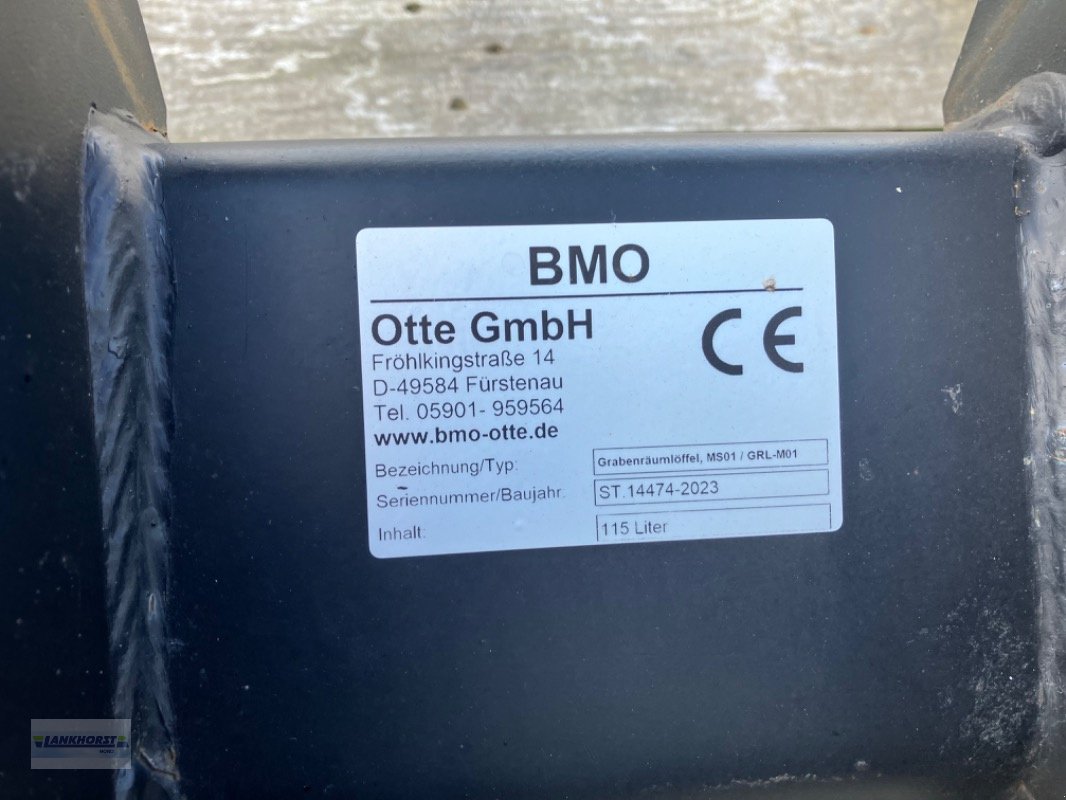 BMO
Otte GmbH
Fröhlkingstraße 14
D-49584 Fürstenau
Tel. 05901- 959564
www.bmo-otte.de
CE
Bezeichnung/Typ: Grabenräumlöffel, MS01 / GRL-M01
Seriennummer/Baujahr: ST.14474-2023
Inhalt: 115 Liter
LANKHORST